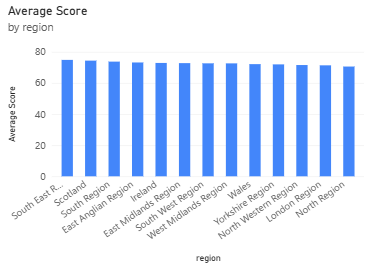 Average Score
by region
80
60
40
20
0
Average Score
South East R...
Scotland
South Region
East Anglian Region
Ireland
East Midlands Region
South West Region
West Midlands Region
Wales
Yorkshire Region
North Western Region
London Region
North Region
region